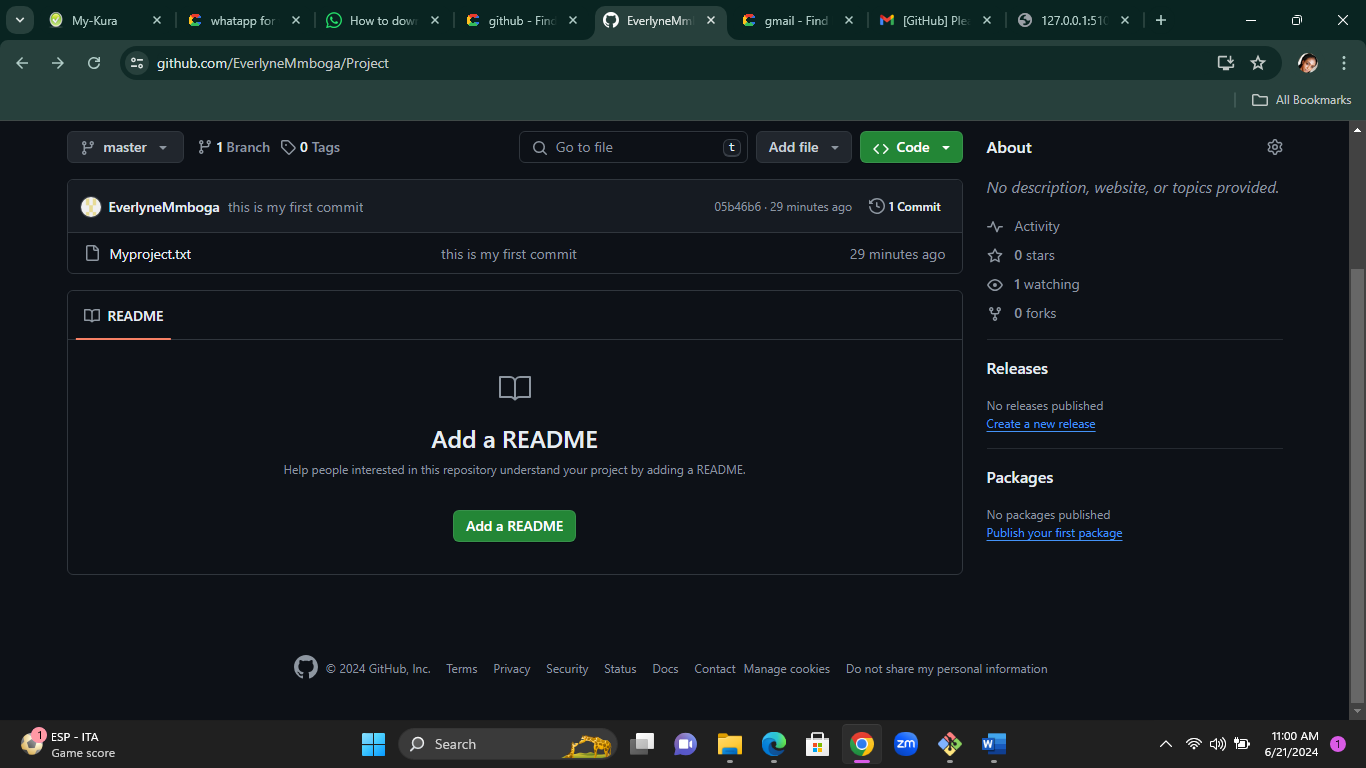 My-Kura
whatapp for
How to dow
github - Find
EverlyneMm
gmail - Find
[GitHub] Plea
127.0.0.1:510
github.com/EverlyneMmboga/Project
All Bookmarks
master
1 Branch
0 Tags
Go to file
t
Add file
Code
About
No description, website, or topics provided.
EverlyneMmboga this is my first commit
05b46b6 · 29 minutes ago
1 Commit
Myproject.txt
this is my first commit
29 minutes ago
Activity
0 stars
1 watching
0 forks
README
Add a README
Help people interested in this repository understand your project by adding a README.
Add a README
Releases
No releases published
Create a new release
Packages
No packages published
Publish your first package
© 2024 GitHub, Inc.
Terms
Privacy
Security
Status
Docs
Contact
Manage cookies
Do not share my personal information
1
ESP - ITA
Game score
Search
zm
W
11:00 AM
6/21/2024
1